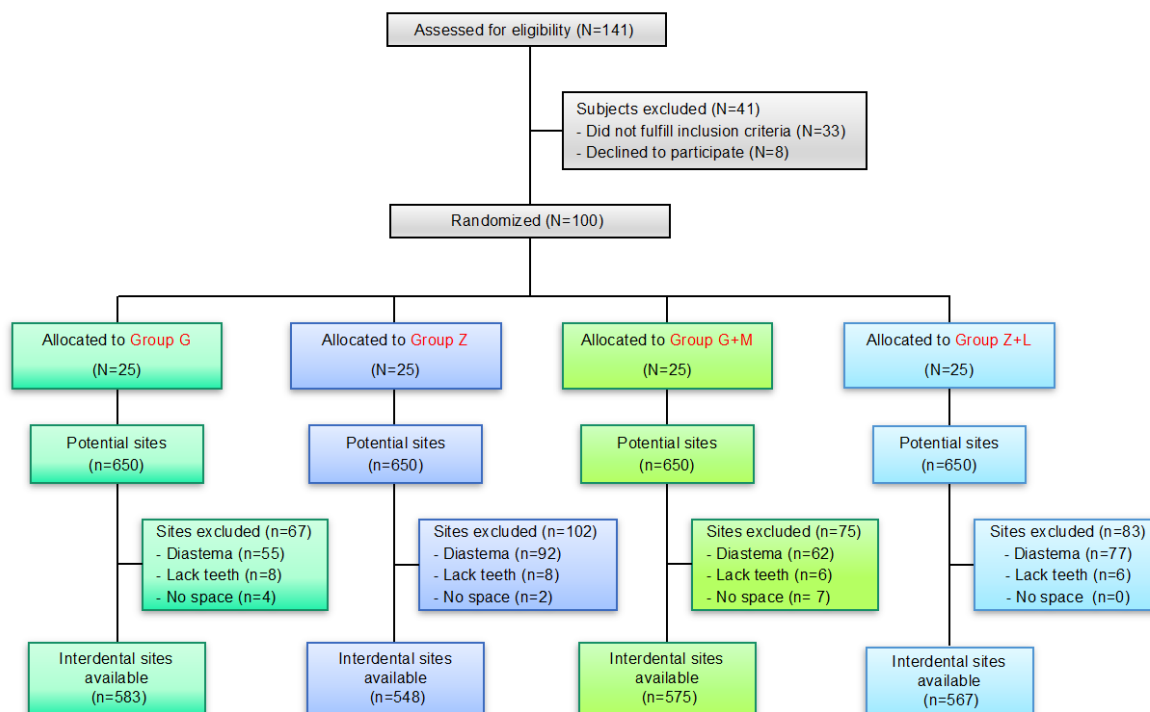 Assessed for eligibility (N=141)
Subjects excluded (N=41)
- Did not fulfill inclusion criteria (N=33)
- Declined to participate (N=8)
Randomized (N=100)
Allocated to Group G
(N=25)
Allocated to Group Z
(N=25)
Allocated to Group G+M
(N=25)
Allocated to Group Z+L
(N=25)
Potential sites
(n=650)
Potential sites
(n=650)
Potential sites
(n=650)
Potential sites
(n=650)
Sites excluded (n=67)
- Diastema (n=55)
- Lack teeth (n=8)
- No space (n=4)
Sites excluded (n=102)
- Diastema (n=92)
- Lack teeth (n=8)
- No space (n=2)
Sites excluded (n=75)
- Diastema (n=62)
- Lack teeth (n=6)
- No space (n= 7)
Sites excluded (n=83)
- Diastema (n=77)
- Lack teeth (n=6)
- No space (n=0)
Interdental sites
available
(n=583)
Interdental sites
available
(n=548)
Interdental sites
available
(n=575)
Interdental sites
available
(n=567)